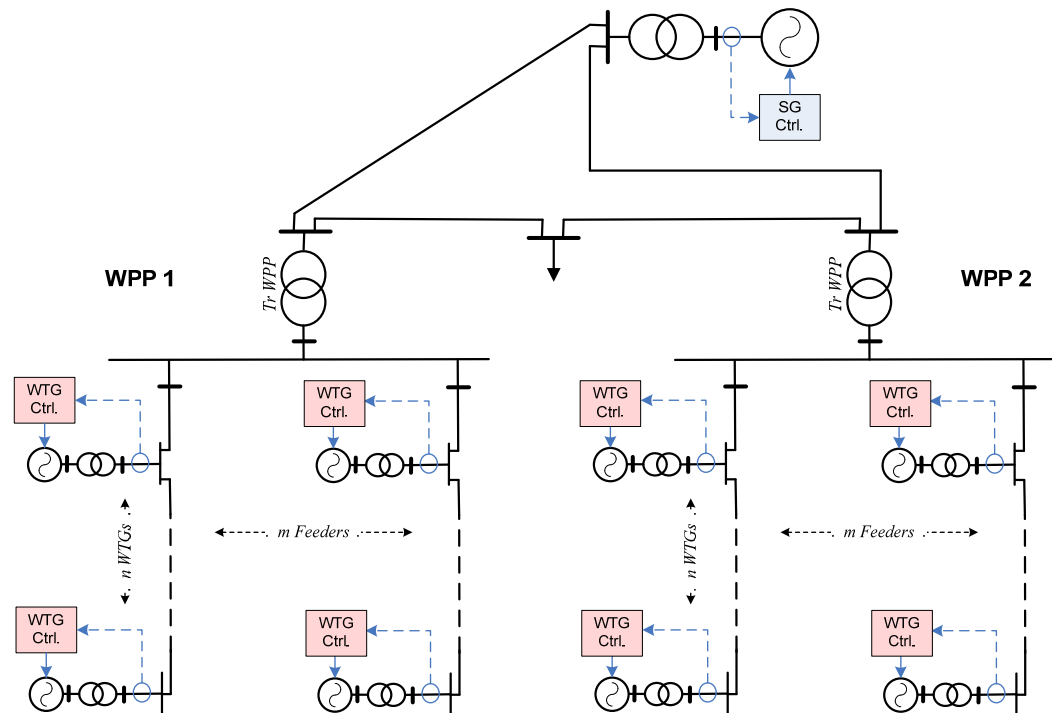 SG
Ctrl.
WPP 1
Tr WPP
Tr WPP
WPP 2
WTG
Ctrl.
WTG
Ctrl.
WTG
Ctrl.
WTG
Ctrl.
n WTGs
m Feeders
n WTGs
m Feeders
WTG
Ctrl.
WTG
Ctrl.
WTG
Ctrl.
WTG
Ctrl.